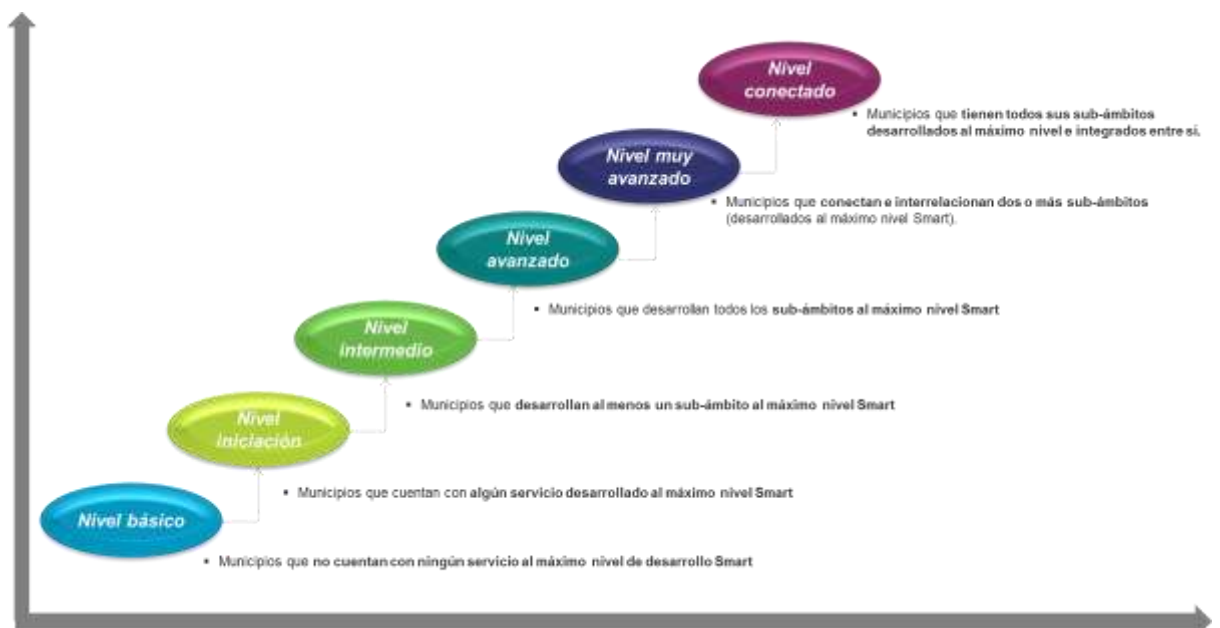 Nivel
conectado
• Municipios que tienen todos sus sub-ámbitos
desarrollados al máximo nivel e integrados entre sí.
Nivel muy
avanzado
• Municipios que conectan e interrelacionan dos o más sub-ámbitos
(desarrollados al máximo nivel Smart).
Nivel
avanzado
• Municipios que desarrollan todos los sub-ámbitos al máximo nivel Smart
Nivel
intermedio
• Municipios que desarrollan al menos un sub-ámbito al máximo nivel Smart
Nivel
iniciación
• Municipios que cuentan con algún servicio desarrollado al máximo nivel Smart
Nivel básico
• Municipios que no cuentan con ningún servicio al máximo nivel de desarrollo Smart